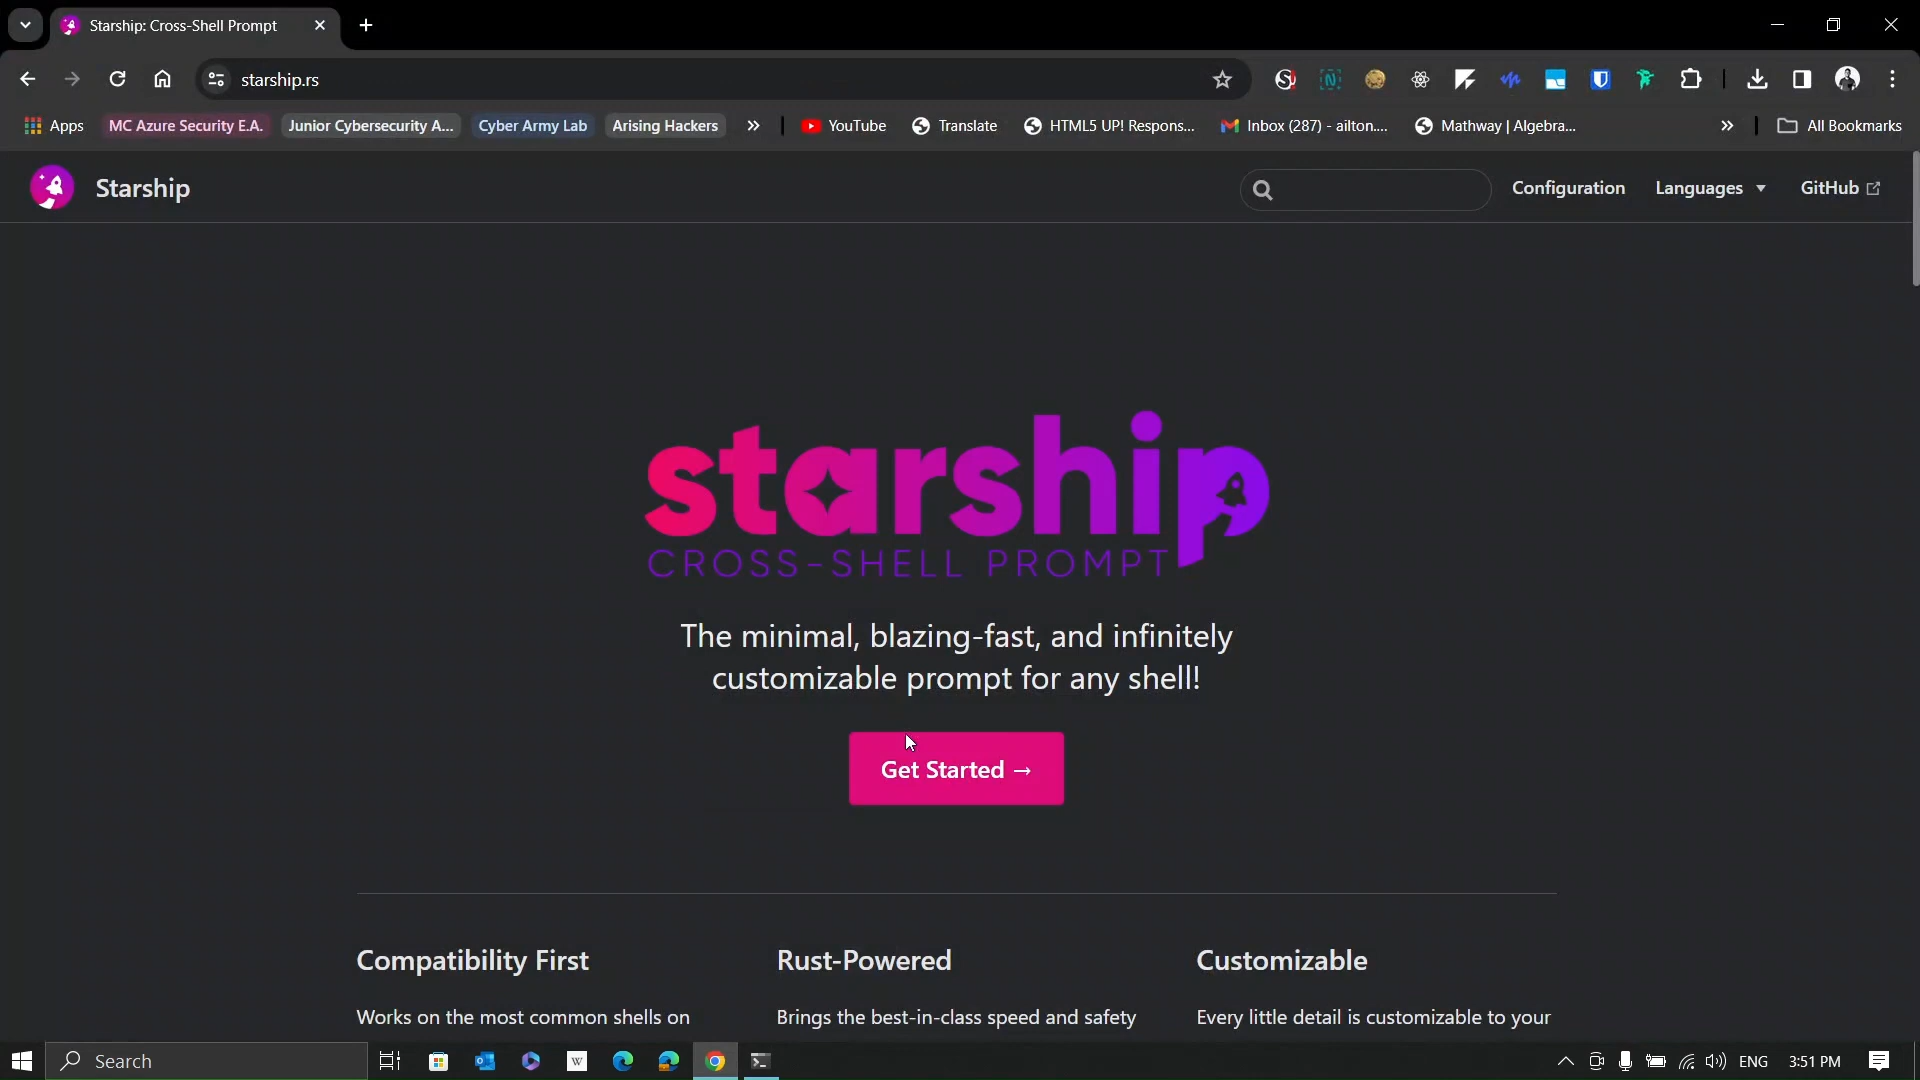 Starship: Cross-Shell Prompt
starship.rs
Apps
MC Azure Security E.A.
Junior Cybersecurity A...
Cyber Army Lab
Arising Hackers
YouTube
Translate
HTML5 UP! Respons...
Inbox (287) - ailton....
Mathway | Algebra...
All Bookmarks
Starship
Configuration
Languages
GitHub
starship
CROSS-SHELL PROMPT
The minimal, blazing-fast, and infinitely
customizable prompt for any shell!
Get Started →
Compatibility First
Works on the most common shells on
Rust-Powered
Brings the best-in-class speed and safety
Customizable
Every little detail is customizable to your
Search
W
ENG
3:51 PM